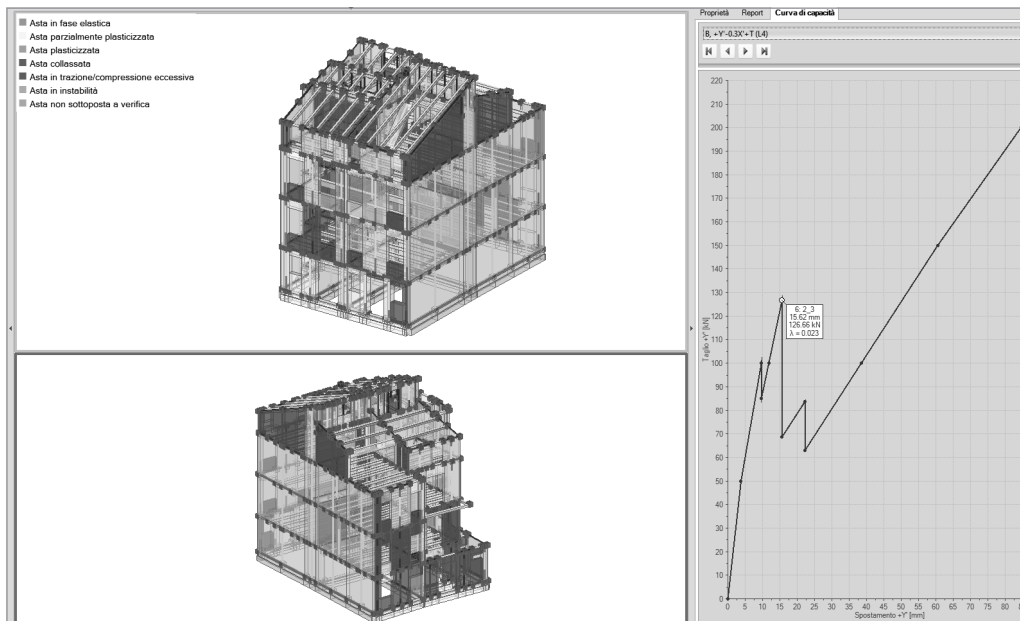 Asta in fase elastica
Asta parzialmente plasticizzata
Asta plasticizzata
Asta collassata
Asta in trazione/compressione eccessiva
Asta in instabilità
Asta non sottoposta a verifica
Proprietà Report Curva di capacità
B, +Y'-0.3X'+T (L4)
220
210
200
190
180
170
160
150
140
130
120
110
100
90
80
70
60
50
40
30
20
10
0
Taglio +Y' [kN]
6: 2_3
15.62 mm
126.66 kN
λ = 0.023
0 5 10 15 20 25 30 35 40 45 50 55 60 65 70 75 80
Spostamento +Y' [mm]